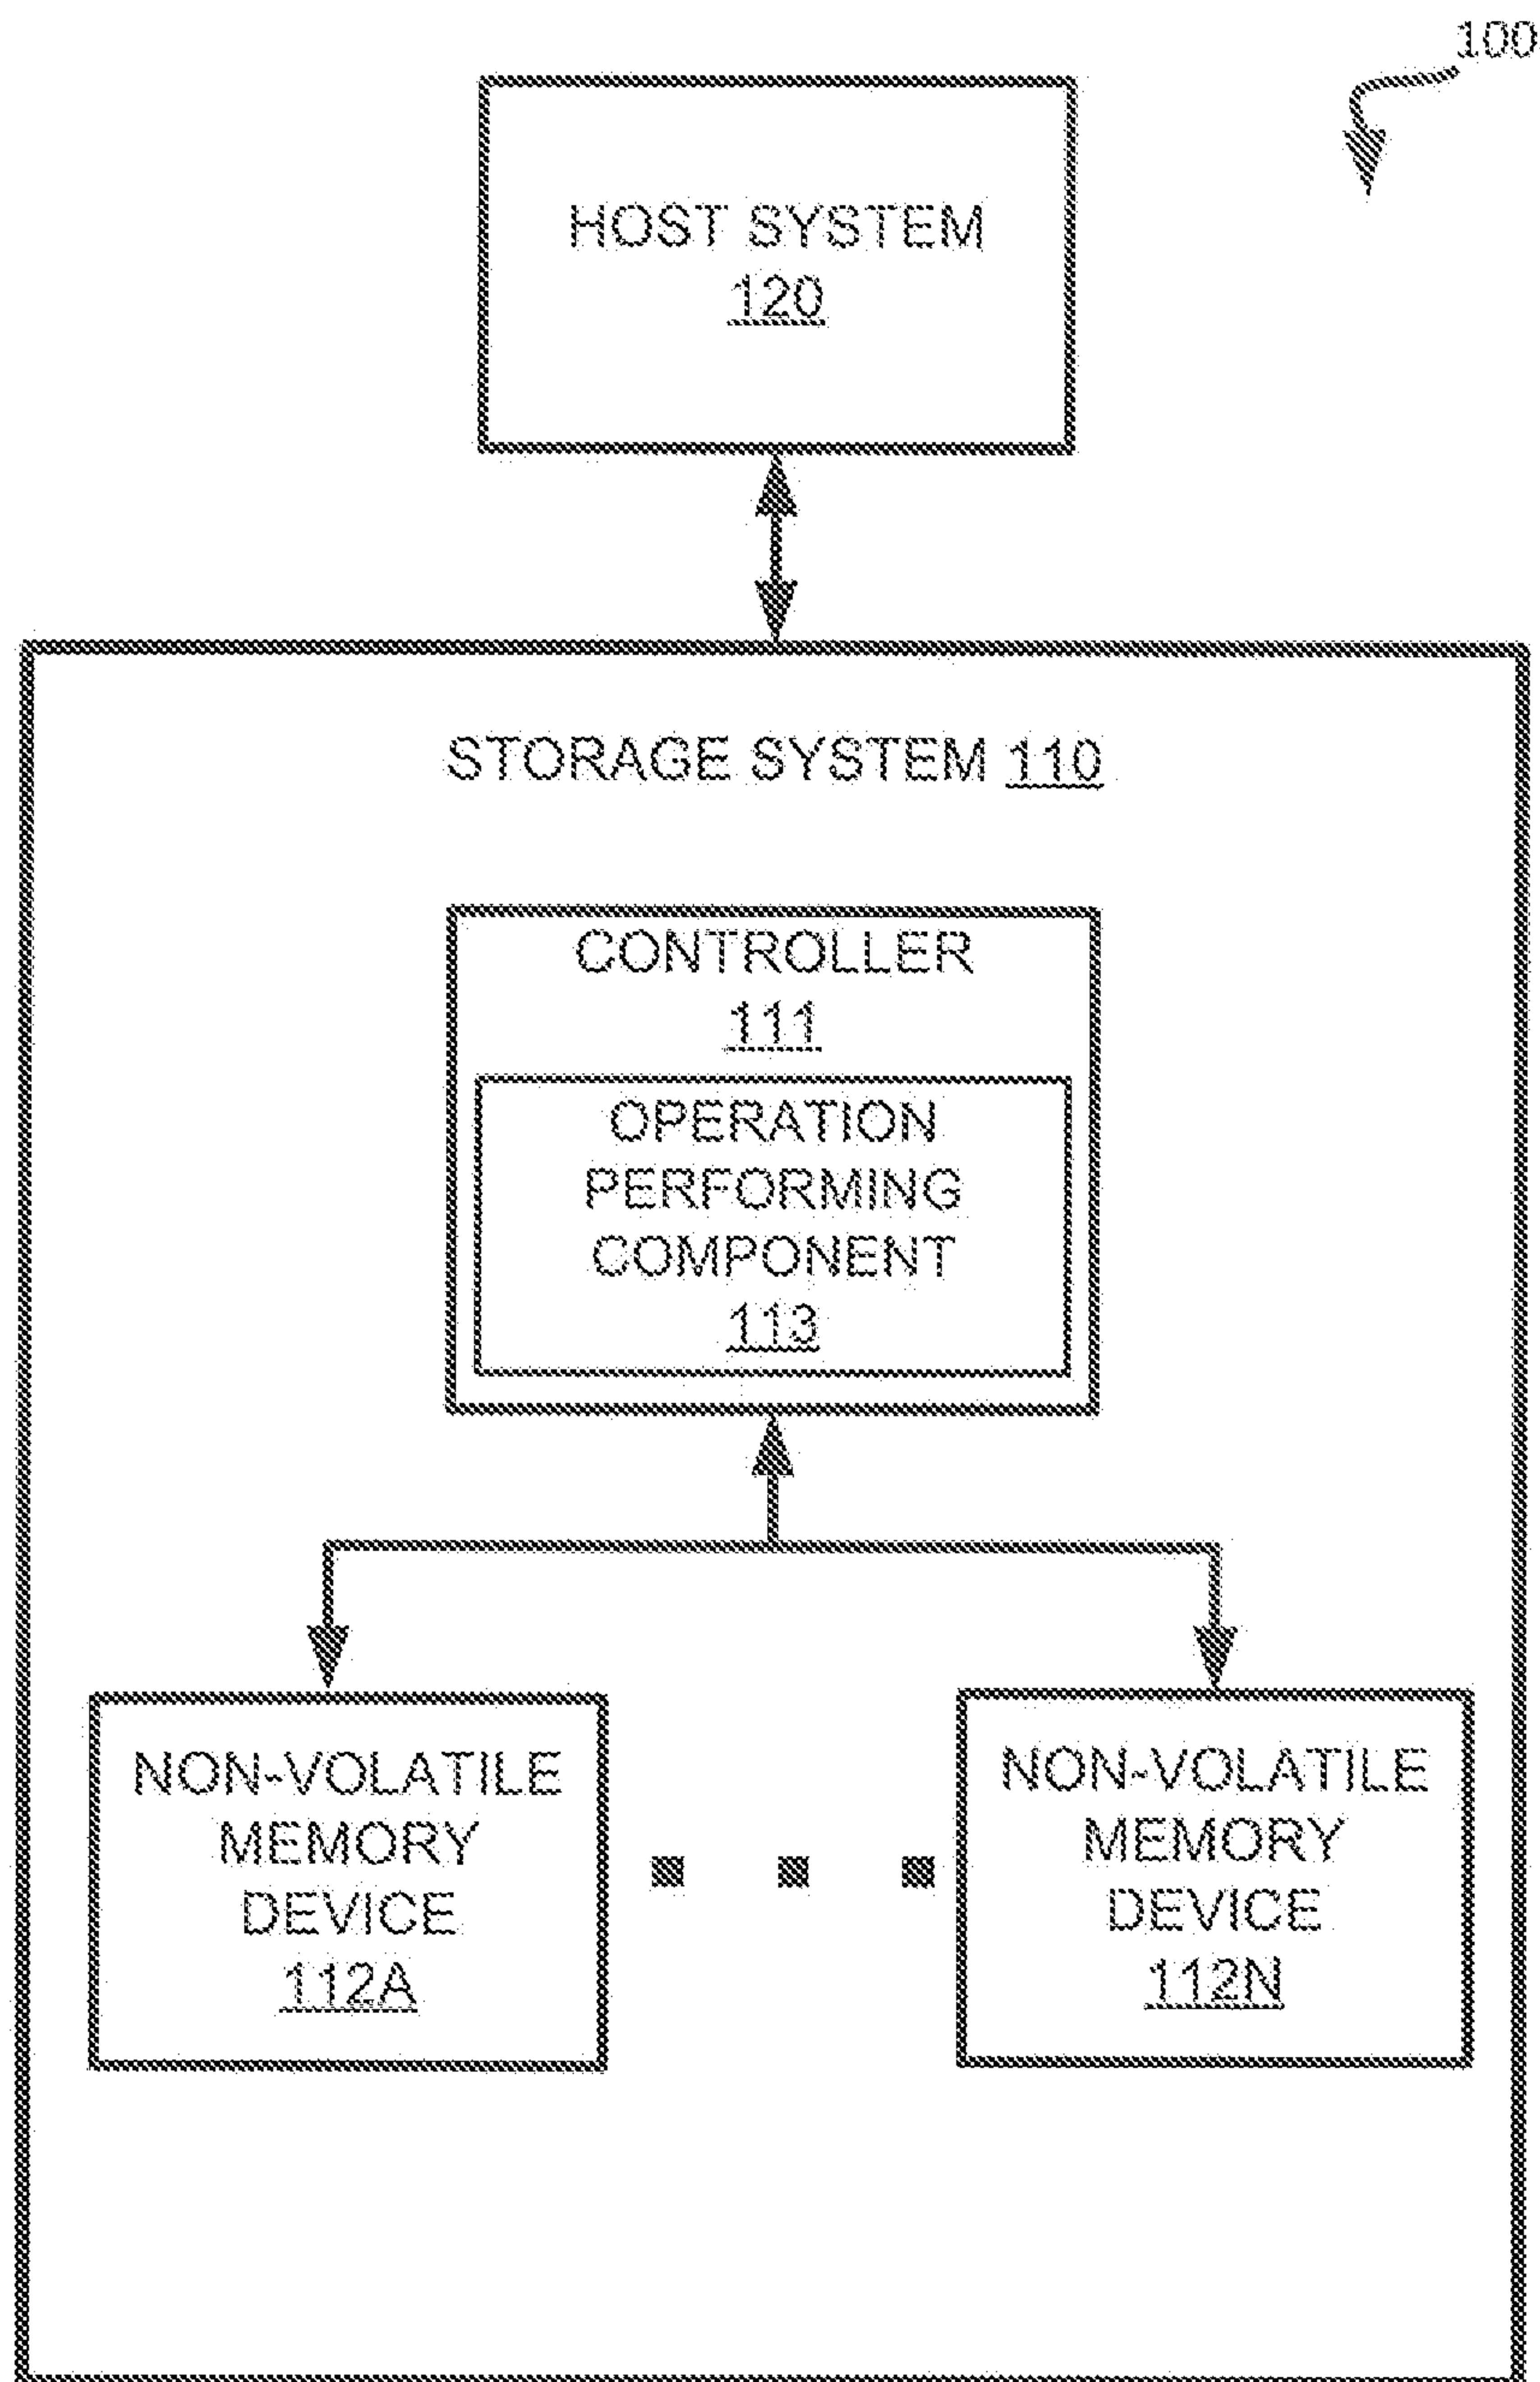 100
HOST SYSTEM
120
STORAGE SYSTEM 110
CONTROLLER
111
OPERATION
PERFORMING
COMPONENT
113
NON-VOLATILE
MEMORY
DEVICE
112A
NON-VOLATILE
MEMORY
DEVICE
112N